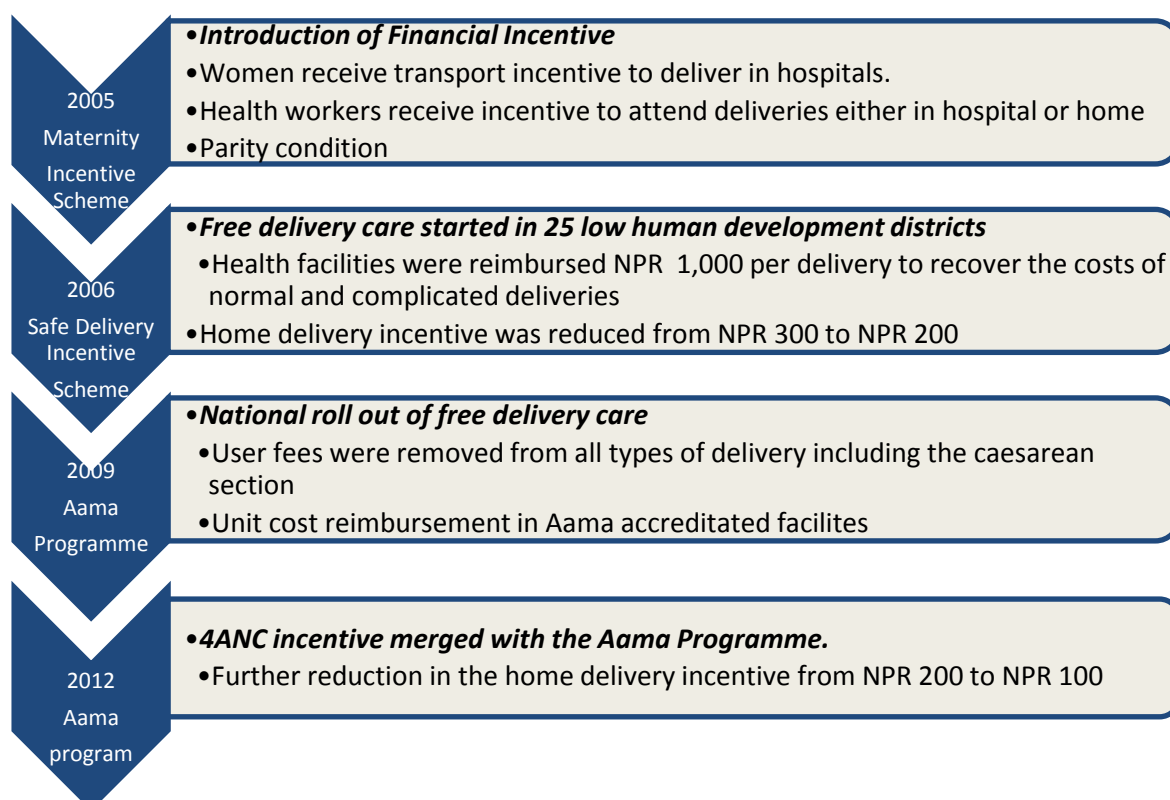 2005
Maternity
Incentive
Scheme
•Introduction of Financial Incentive
•Women receive transport incentive to deliver in hospitals.
•Health workers receive incentive to attend deliveries either in hospital or home
•Parity condition
2006
Safe Delivery
Incentive
Scheme
•Free delivery care started in 25 low human development districts
•Health facilities were reimbursed NPR 1,000 per delivery to recover the costs of
normal and complicated deliveries
•Home delivery incentive was reduced from NPR 300 to NPR 200
2009
Aama
Programme
•National roll out of free delivery care
•User fees were removed from all types of delivery including the caesarean
section
•Unit cost reimbursement in Aama accreditated facilites
2012
Aama
program
•4ANC incentive merged with the Aama Programme.
•Further reduction in the home delivery incentive from NPR 200 to NPR 100